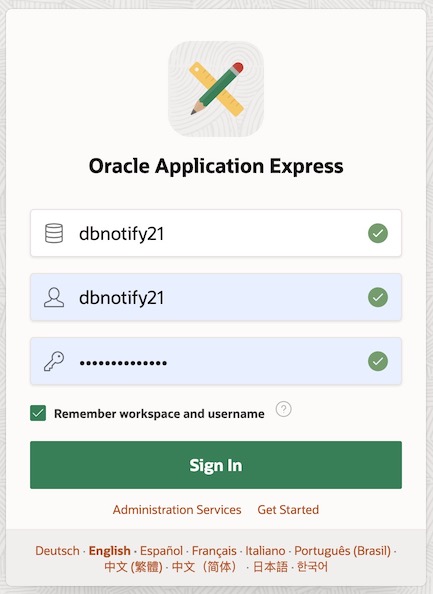 Oracle Application Express
dbnotify21
dbnotify21
••••••••••••••
Remember workspace and username ?
Sign In
Administration Services Get Started
Deutsch · English · Español · Français · Italiano · Português (Brasil) ·
中文 (繁體) · 中文（简体） · 日本語 · 한국어